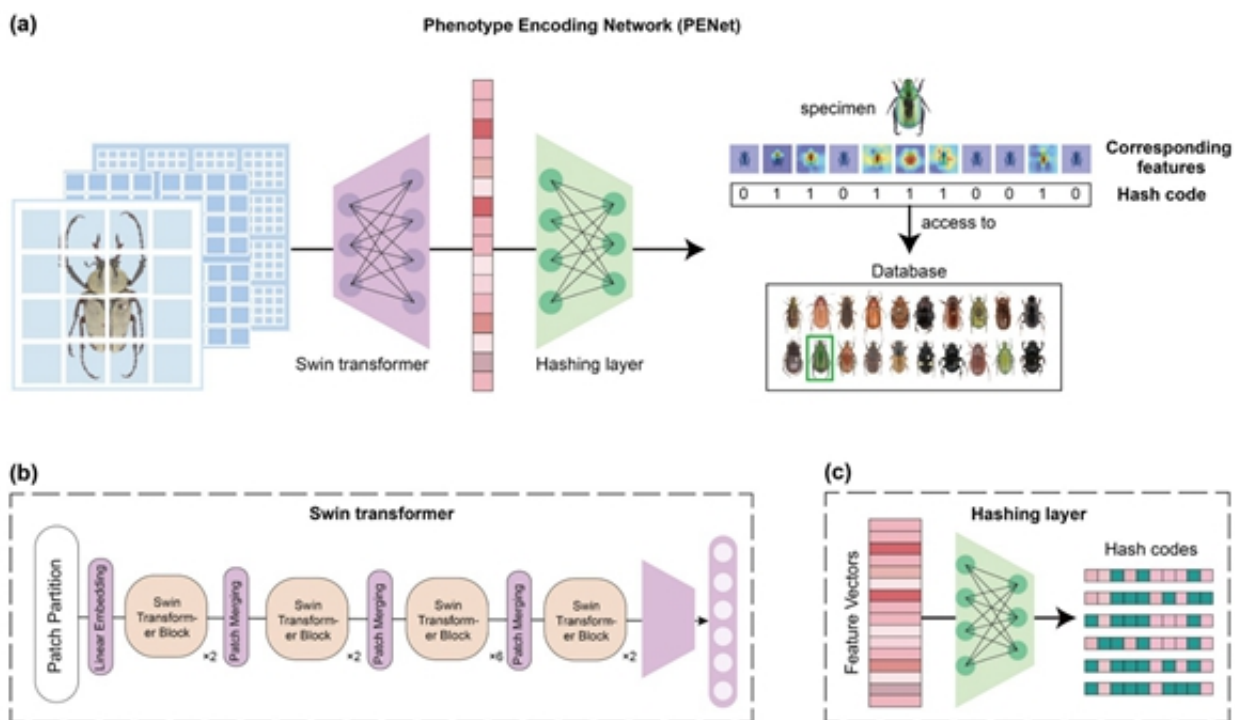 (a)
Phenotype Encoding Network (PENet)
specimen
Corresponding
features
0 1 1 0 1 1 1 0 0 1 0
Hash code
access to
Database
Swin transformer
Hashing layer
(b)
Swin transformer
Patch Partition
Linear Embedding
Swin
Transform-
er Block
×2
Patch Merging
Swin
Transform-
er Block
×2
Patch Merging
Swin
Transform-
er Block
×6
Patch Merging
Swin
Transform-
er Block
×2
(c)
Hashing layer
Feature Vectors
Hash codes